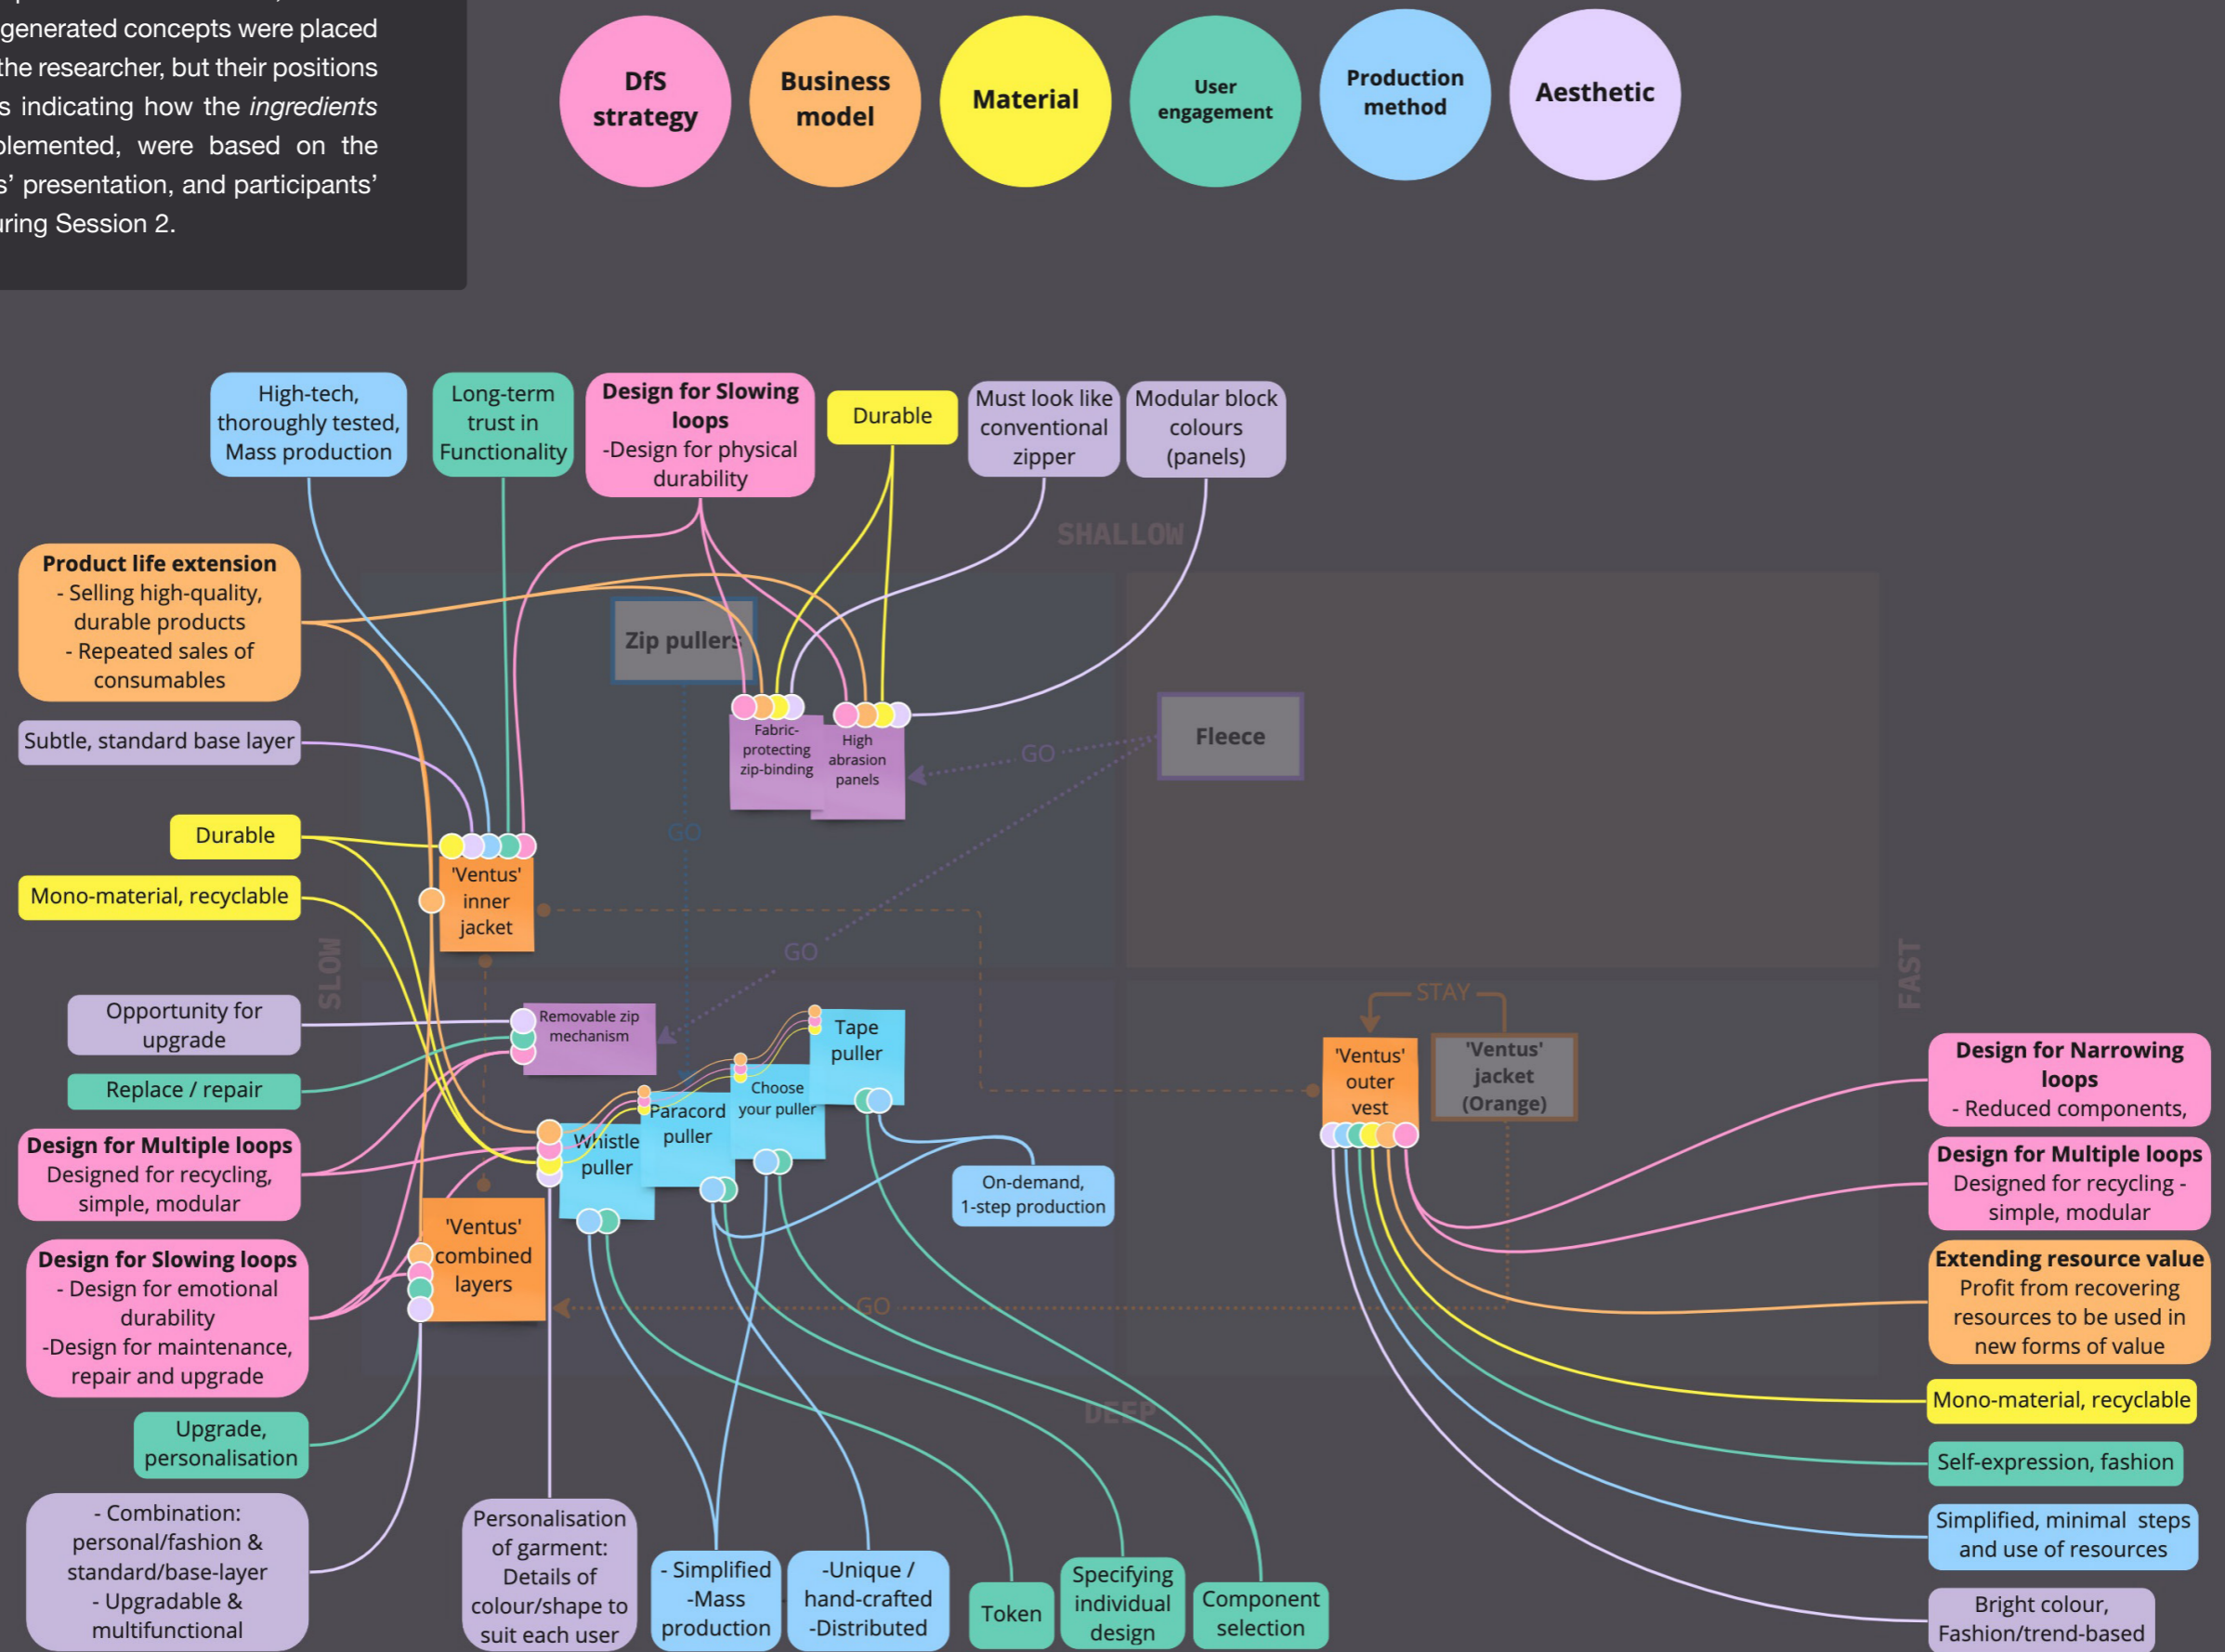 generated concepts were placed
the researcher, but their positions
s indicating how the ingredients
plemented, were based on the
s' presentation, and participants'
uring Session 2.
DfS
strategy
Business
model
Material
User
engagement
Production
method
Aesthetic
High-tech,
thoroughly tested,
Mass production
Long-term
trust in
Functionality
Design for Slowing
loops
-Design for physical
durability
Durable
Must look like
conventional
zipper
Modular block
colours
(panels)
SHALLOW
Product life extension
- Selling high-quality,
durable products
- Repeated sales of
consumables
Zip pullers
Subtle, standard base layer
Fabric-
protecting
zip-binding
High
abrasion
panels
GO
Fleece
Durable
GO
Mono-material, recyclable
'Ventus'
inner
jacket
SLOW
GO
FAST
Opportunity for
upgrade
Removable zip
mechanism
Tape
puller
STAY
'Ventus'
outer
vest
'Ventus'
jacket
(Orange)
Replace / repair
Choose
your puller
Paracord
puller
Whistle
puller
Design for Narrowing
loops
- Reduced components,
Design for Multiple loops
Designed for recycling,
simple, modular
On-demand,
1-step production
Design for Multiple loops
Designed for recycling -
simple, modular
'Ventus'
combined
layers
GO
Design for Slowing loops
- Design for emotional
durability
-Design for maintenance,
repair and upgrade
Extending resource value
Profit from recovering
resources to be used in
new forms of value
DEEP
Mono-material, recyclable
Upgrade,
personalisation
Self-expression, fashion
- Combination:
personal/fashion &
standard/base-layer
- Upgradable &
multifunctional
Personalisation
of garment:
Details of
colour/shape to
suit each user
- Simplified
-Mass
production
-Unique /
hand-crafted
-Distributed
Token
Specifying
individual
design
Component
selection
Simplified, minimal steps
and use of resources
Bright colour,
Fashion/trend-based